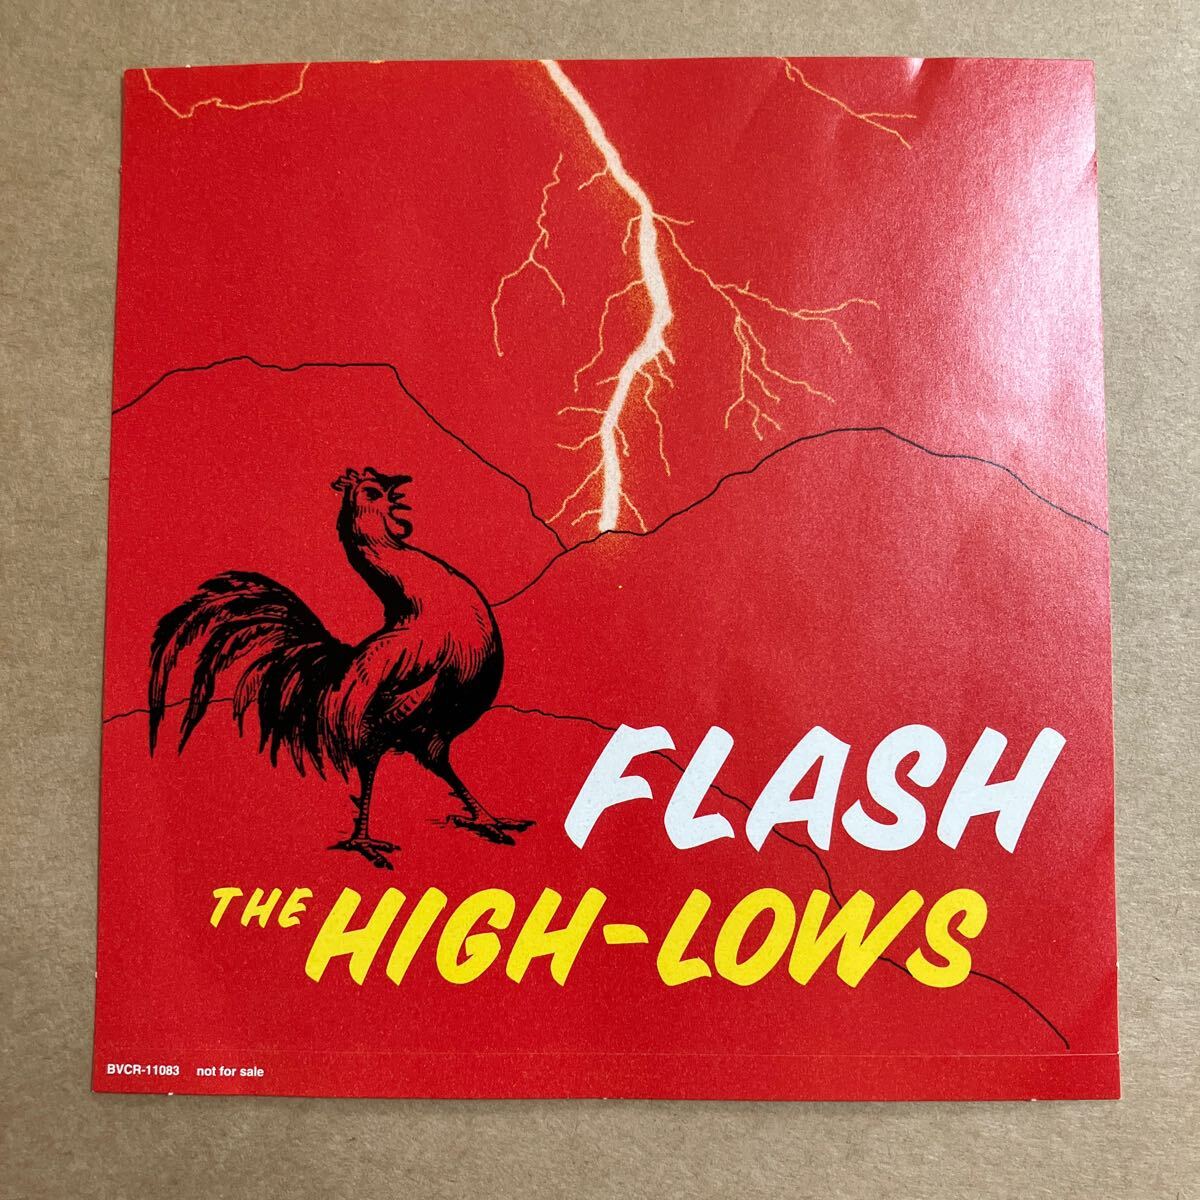 FLASH
THE HIGH-LOWS
BVCR-11083 not for sale